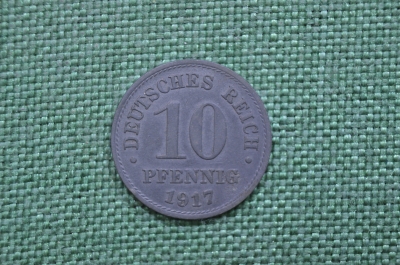 · DEUTSCHES REICH ·
10
PFENNIG
1917